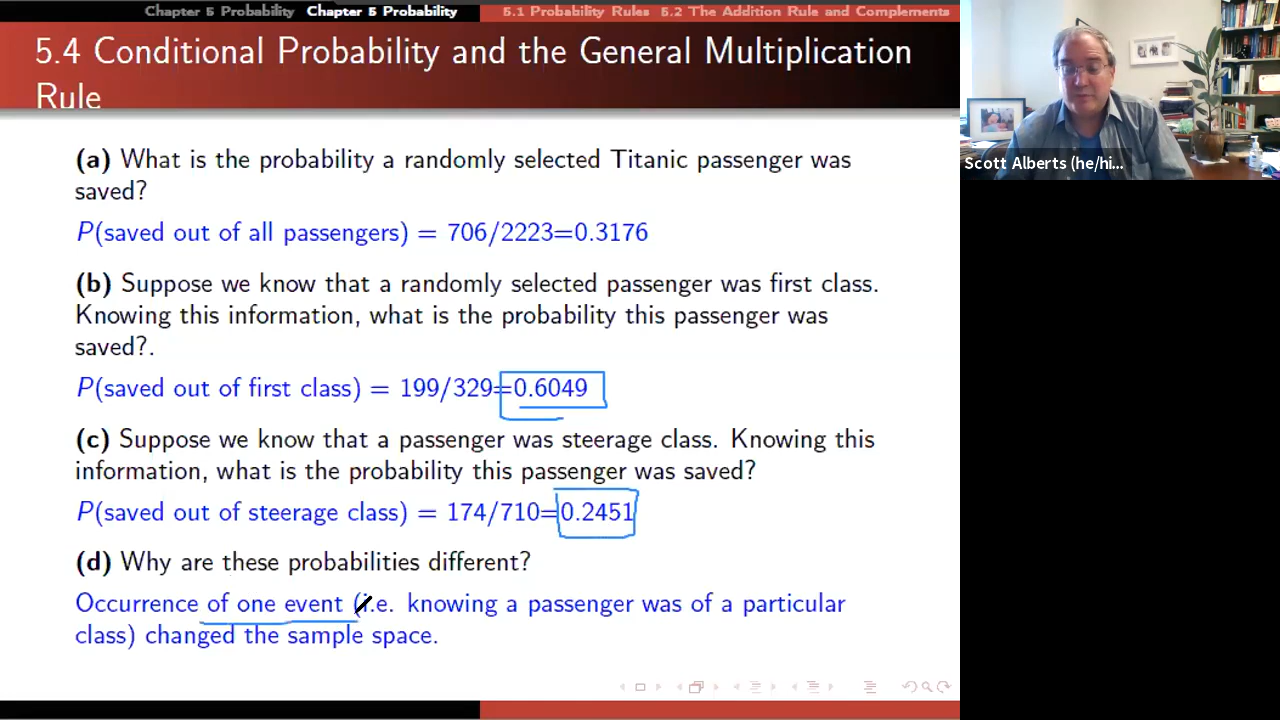 Chapter 5 Probability Chapter 5 Probability 5.1 Probability Rules 5.2 The Addition Rule and Complements
5.4 Conditional Probability and the General Multiplication
Rule
(a) What is the probability a randomly selected Titanic passenger was
saved?
P(saved out of all passengers) = 706/2223=0.3176
(b) Suppose we know that a randomly selected passenger was first class.
Knowing this information, what is the probability this passenger was
saved?.
P(saved out of first class) = 199/329=0.6049
(c) Suppose we know that a passenger was steerage class. Knowing this
information, what is the probability this passenger was saved?
P(saved out of steerage class) = 174/710=0.2451
(d) Why are these probabilities different?
Occurrence of one event (i.e. knowing a passenger was of a particular
class) changed the sample space.
Scott Alberts (he/hi...